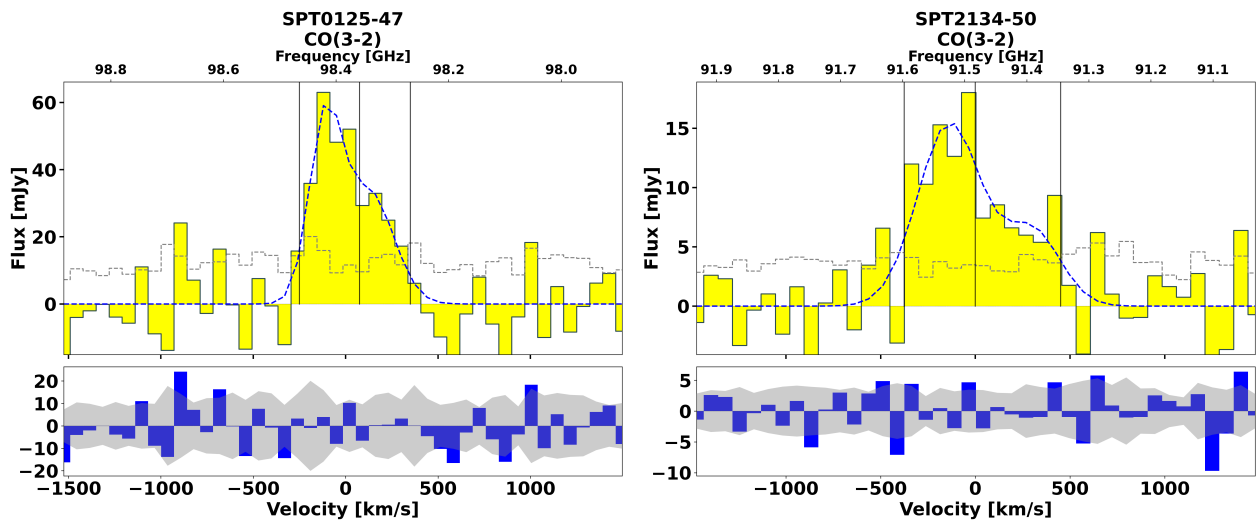 SPT0125-47
CO(3-2)
Frequency [GHz]
98.8 98.6 98.4 98.2 98.0
60
40
20
0
Flux [mJy]
20
10
0
−10
−20
−1500 −1000 −500 0 500 1000
Velocity [km/s]
SPT2134-50
CO(3-2)
Frequency [GHz]
91.9 91.8 91.7 91.6 91.5 91.4 91.3 91.2 91.1
15
10
5
0
Flux [mJy]
5
0
−5
−10
−1000 −500 0 500 1000
Velocity [km/s]